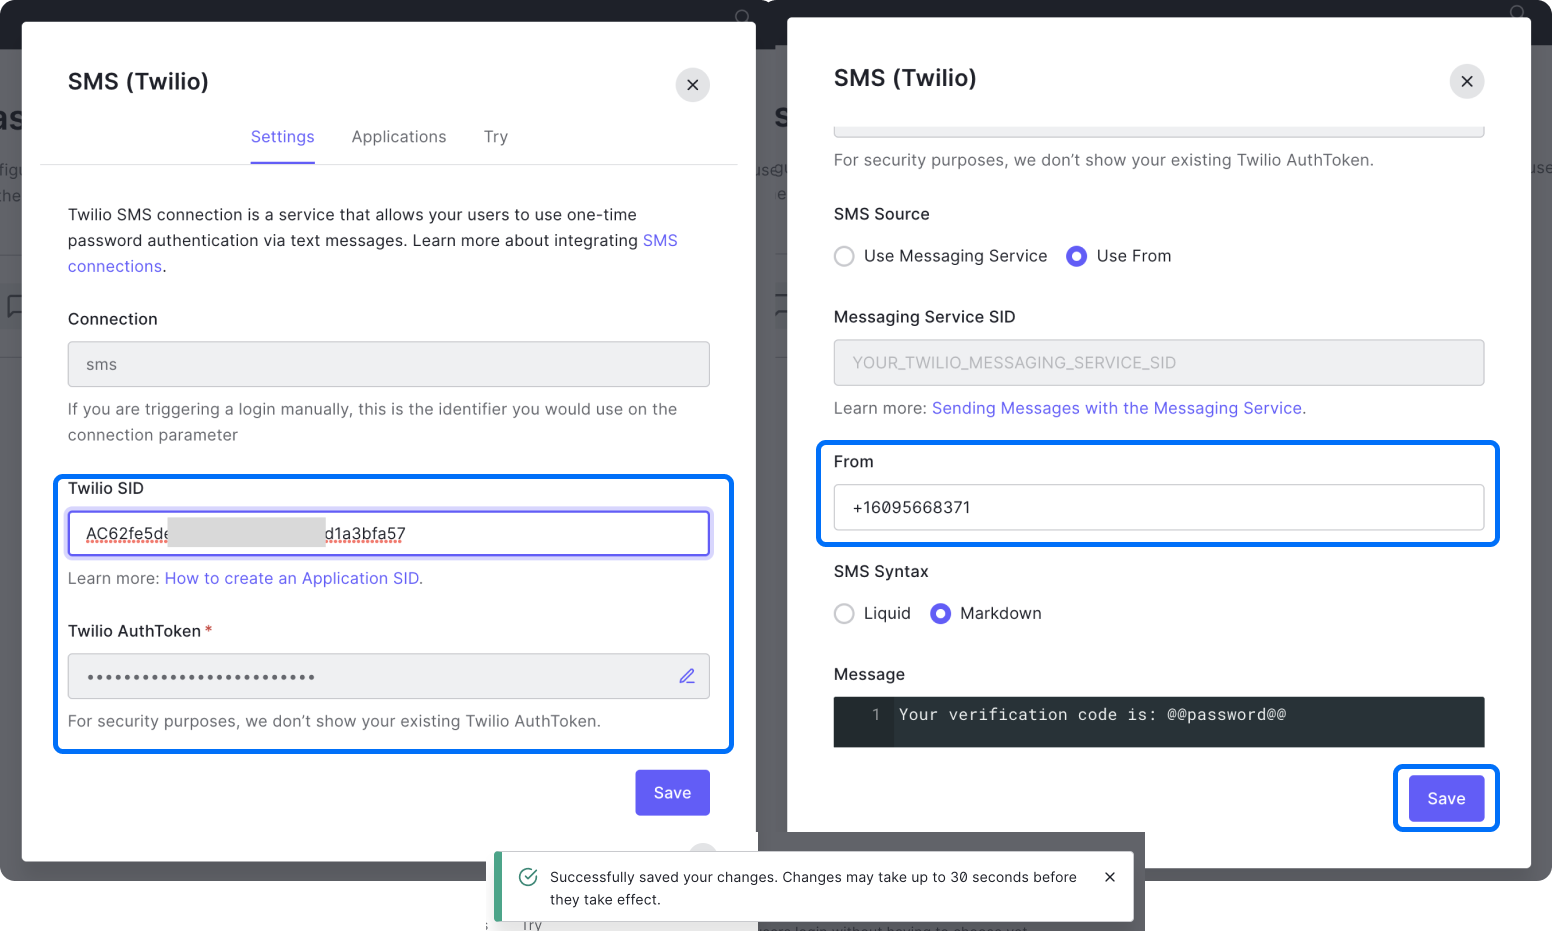 SMS (Twilio)
Settings Applications Try
Twilio SMS connection is a service that allows your users to use one-time
password authentication via text messages. Learn more about integrating SMS
connections.
Connection
sms
If you are triggering a login manually, this is the identifier you would use on the
connection parameter
Twilio SID
AC62fe5de d1a3bfa57
Learn more: How to create an Application SID.
Twilio AuthToken *
•••••••••••••••••••••••••
For security purposes, we don’t show your existing Twilio AuthToken.
Save
SMS (Twilio)
For security purposes, we don’t show your existing Twilio AuthToken.
SMS Source
Use Messaging Service Use From
Messaging Service SID
YOUR_TWILIO_MESSAGING_SERVICE_SID
Learn more: Sending Messages with the Messaging Service.
From
+16095668371
SMS Syntax
Liquid Markdown
Message
1 Your verification code is: @@password@@
Save
Successfully saved your changes. Changes may take up to 30 seconds before
they take effect.
Try